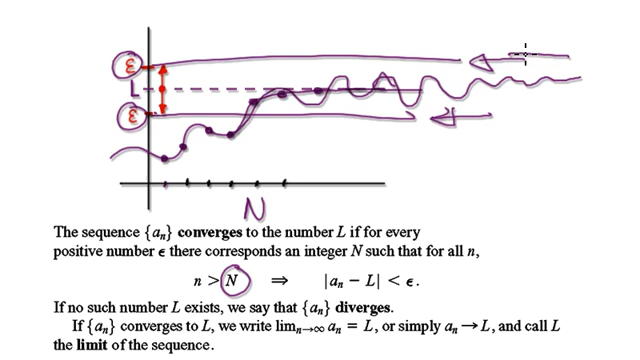 ε
L
ε
N
The sequence {aₙ} converges to the number L if for every
positive number ϵ there corresponds an integer N such that for all n,
n > N ⇒ |aₙ − L| < ϵ.
If no such number L exists, we say that {aₙ} diverges.
If {aₙ} converges to L, we write limₙ→∞ aₙ = L, or simply aₙ → L, and call L
the limit of the sequence.